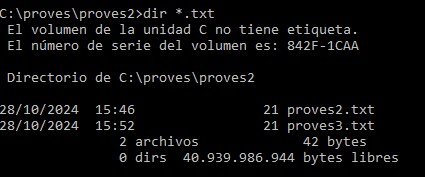 C:\proves\proves2>dir *.txt
El volumen de la unidad C no tiene etiqueta.
El número de serie del volumen es: 842F-1CAA
Directorio de C:\proves\proves2
28/10/2024  15:46                21 proves2.txt
28/10/2024  15:52                21 proves3.txt
2 archivos             42 bytes
0 dirs  40.939.986.944 bytes libres